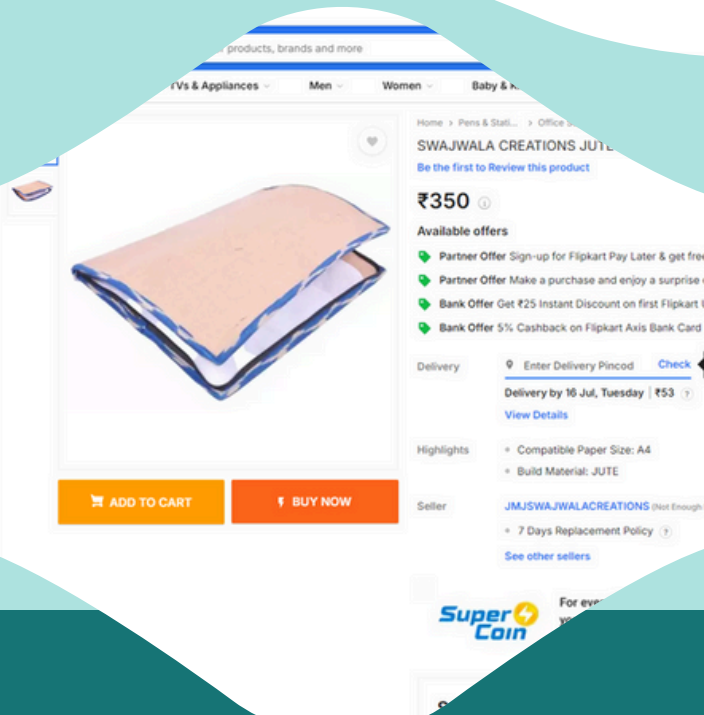 products, brands and more
TVs & Appliances
Men
Women
Baby &
Home > Pens & Stati... > Office
SWAJWALA CREATIONS JUTE
Be the first to Review this product
₹350
Available offers
Partner Offer Sign-up for Flipkart Pay Later & get free
Partner Offer Make a purchase and enjoy a surprise
Bank Offer Get ₹25 Instant Discount on first Flipkart
Bank Offer 5% Cashback on Flipkart Axis Bank Card
Delivery
Enter Delivery Pincod
Check
Delivery by 16 Jul, Tuesday | ₹53 ?
View Details
Highlights
Compatible Paper Size: A4
Build Material: JUTE
ADD TO CART
BUY NOW
Seller
JMJSWAJWALACREATIONS (Not Enough
7 Days Replacement Policy ?
See other sellers
Super
Coin
For